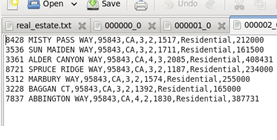 Open Save
real_estate.txt 000000_0 000001_0 000002_
8428 MISTY PASS WAY,95843,CA,3,2,1517,Residential,212000
3536 SUN MAIDEN WAY,95843,CA,3,2,1711,Residential,161500
3361 ALDER CANYON WAY,95843,CA,4,3,2085,Residential,408431
8721 SPRUCE RIDGE WAY,95843,CA,3,2,1187,Residential,234000
5312 MARBURY WAY,95843,CA,3,2,1574,Residential,255000
3228 BAGGAN CT,95843,CA,3,2,1392,Residential,165000
7837 ABBINGTON WAY,95843,CA,4,2,1830,Residential,387731